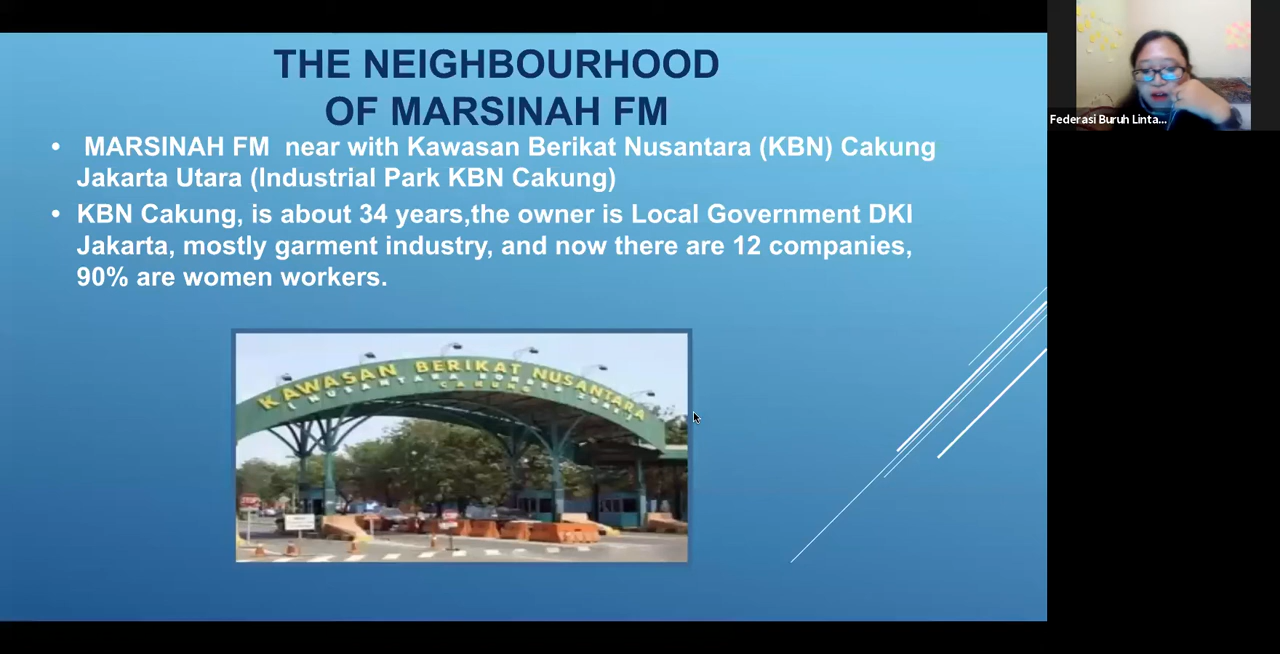 THE NEIGHBOURHOOD
OF MARSINAH FM
• MARSINAH FM near with Kawasan Berikat Nusantara (KBN) Cakung
Jakarta Utara (Industrial Park KBN Cakung)
• KBN Cakung, is about 34 years,the owner is Local Government DKI
Jakarta, mostly garment industry, and now there are 12 companies,
90% are women workers.
KAWASAN BERIKAT NUSANTARA
CAKUNG
Federasi Buruh Linta...